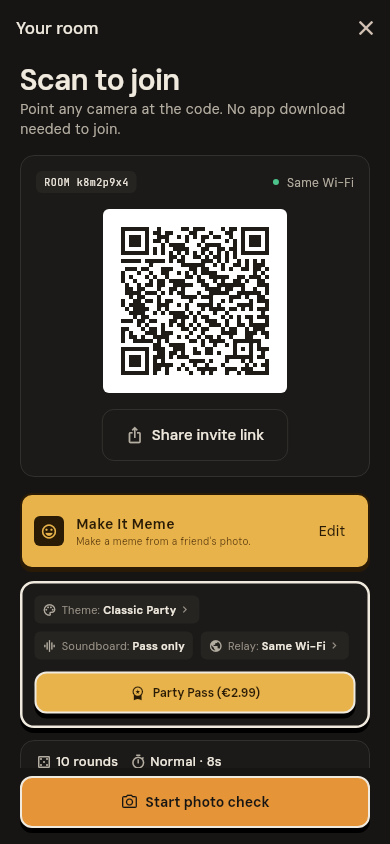 Your room
Scan to join
Point any camera at the code. No app download
needed to join.
ROOM k8m2p9x4
Same Wi-Fi
Share invite link
Make It Meme
Make a meme from a friend's photo.
Edit
Theme: Classic Party
Soundboard: Pass only
Relay: Same Wi-Fi
Party Pass (€2.99)
10 rounds
Normal · 8s
Start photo check